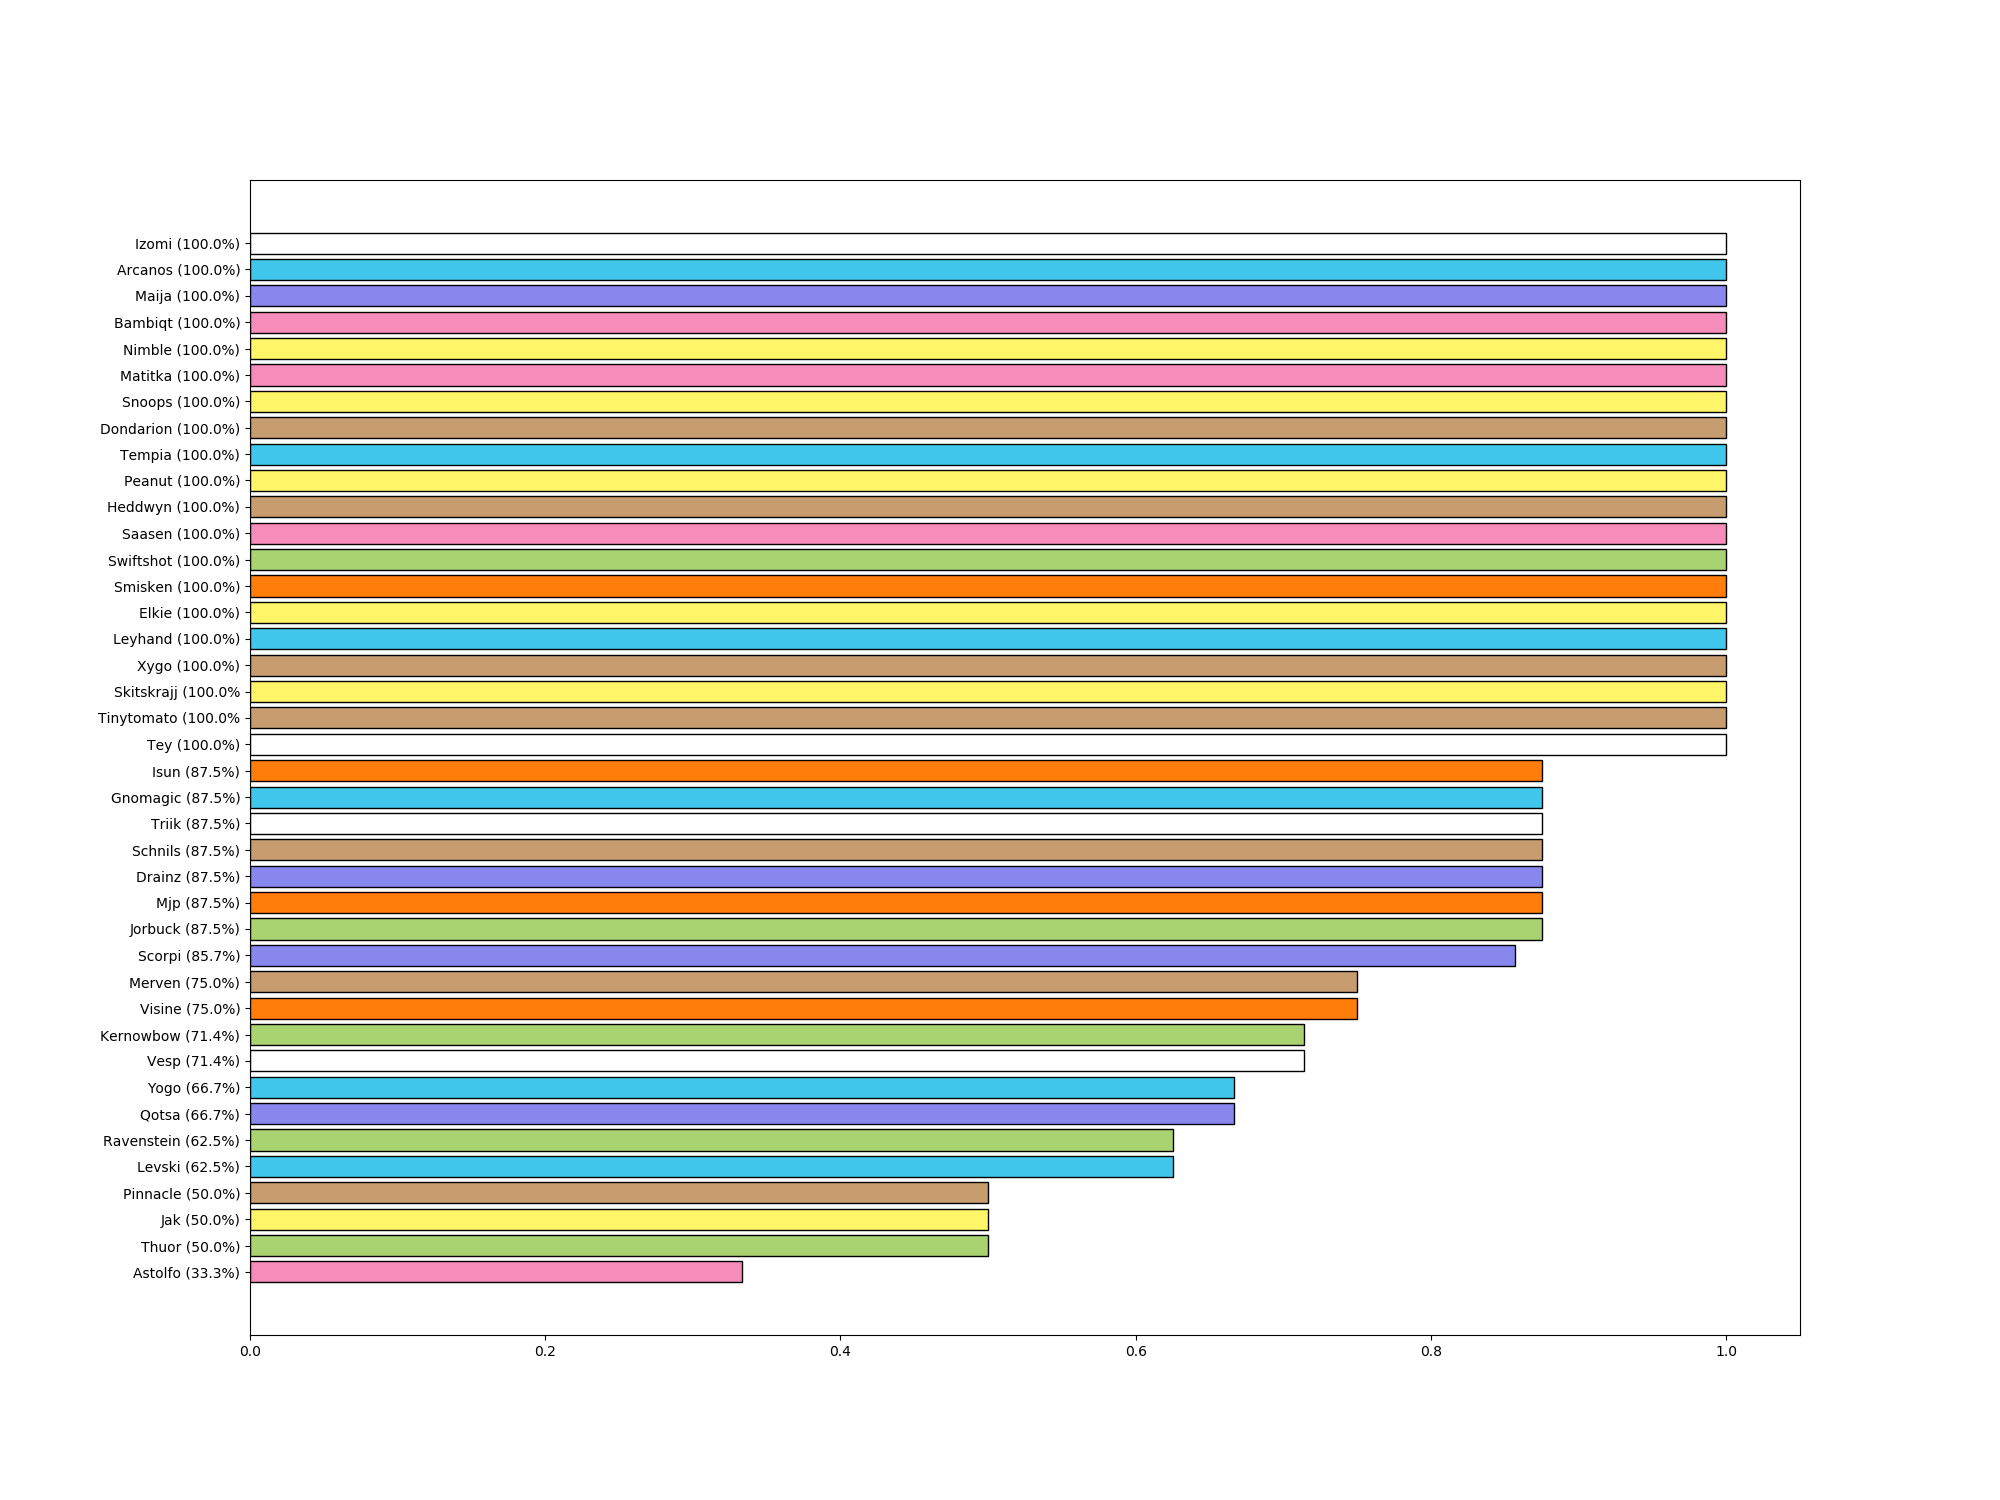 Izomi (100.0%)
Arcanos (100.0%)
Maija (100.0%)
Bambiqt (100.0%)
Nimble (100.0%)
Matitka (100.0%)
Snoops (100.0%)
Dondarion (100.0%)
Tempia (100.0%)
Peanut (100.0%)
Heddwyn (100.0%)
Saasen (100.0%)
Swiftshot (100.0%)
Smisken (100.0%)
Elkie (100.0%)
Leyhand (100.0%)
Xygo (100.0%)
Skitskrajj (100.0%
Tinytomato (100.0%
Tey (100.0%)
Isun (87.5%)
Gnomagic (87.5%)
Triik (87.5%)
Schnils (87.5%)
Drainz (87.5%)
Mjp (87.5%)
Jorbuck (87.5%)
Scorpi (85.7%)
Merven (75.0%)
Visine (75.0%)
Kernowbow (71.4%)
Vesp (71.4%)
Yogo (66.7%)
Qotsa (66.7%)
Ravenstein (62.5%)
Levski (62.5%)
Pinnacle (50.0%)
Jak (50.0%)
Thuor (50.0%)
Astolfo (33.3%)
0.0 0.2 0.4 0.6 0.8 1.0